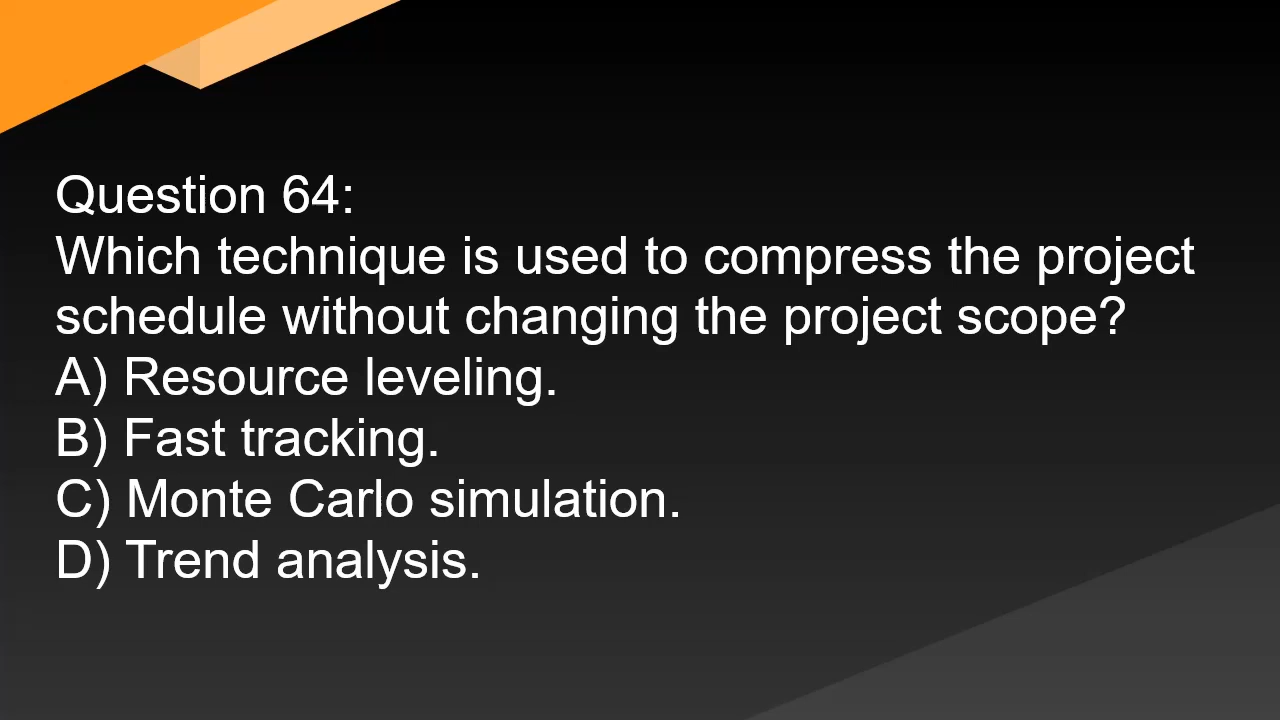 Question 64:
Which technique is used to compress the project
schedule without changing the project scope?
A) Resource leveling.
B) Fast tracking.
C) Monte Carlo simulation.
D) Trend analysis.